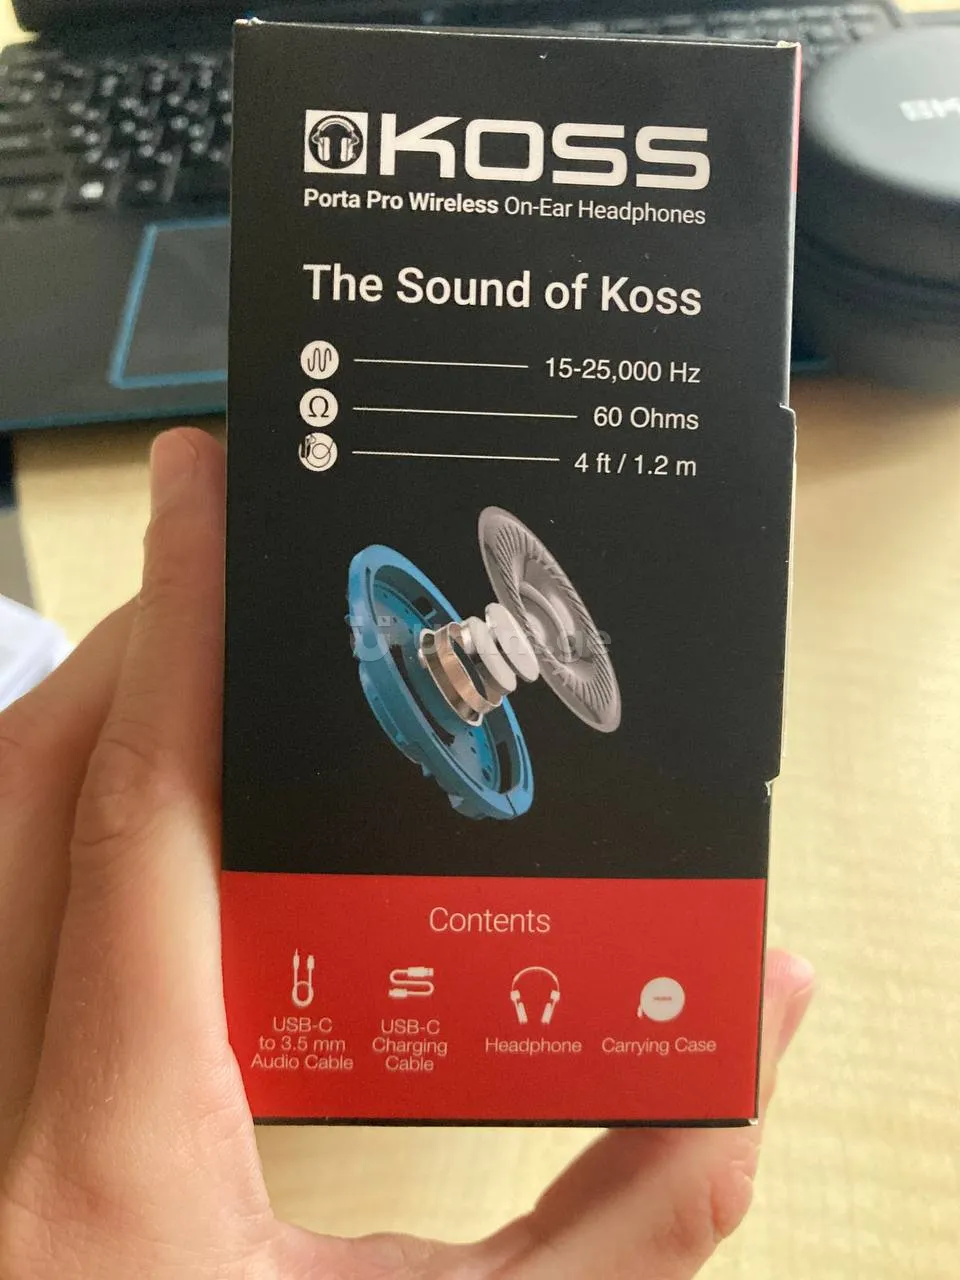 KOSS
Porta Pro Wireless On-Ear Headphones
The Sound of Koss
15-25,000 Hz
Ω
60 Ohms
4 ft / 1.2 m
Contents
USB-C
to 3.5 mm
Audio Cable
USB-C
Charging
Cable
Headphone
Carrying Case